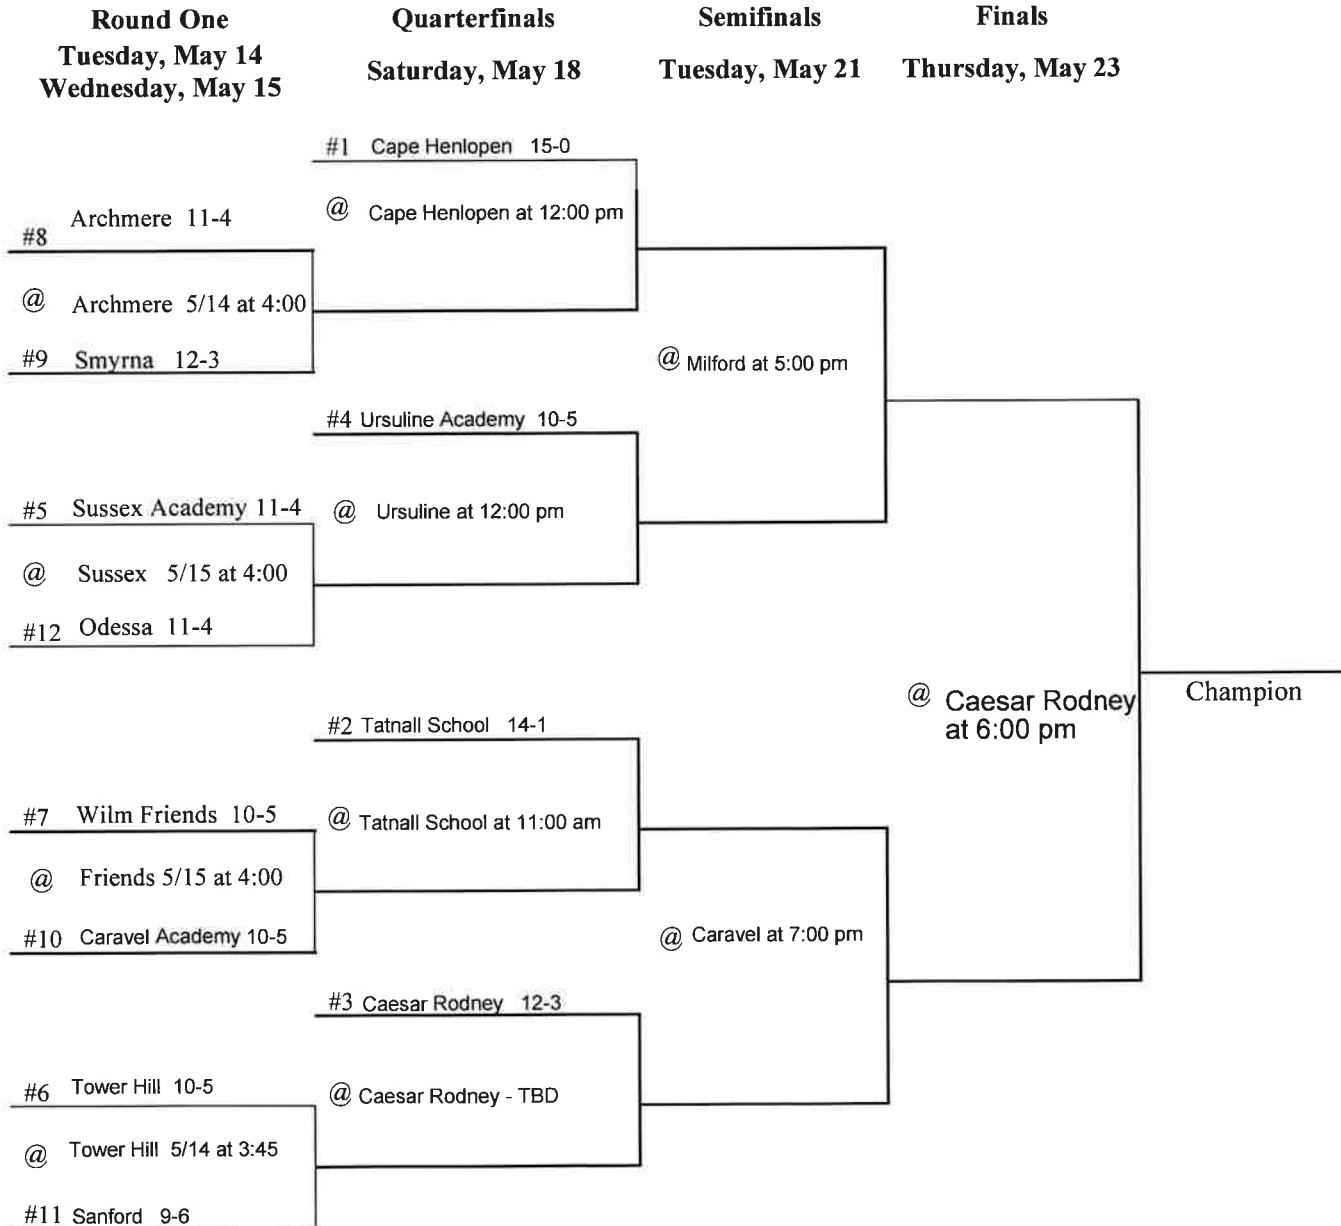 Round One
Tuesday, May 14
Wednesday, May 15
Quarterfinals
Saturday, May 18
Semifinals
Tuesday, May 21
Finals
Thursday, May 23
#1 Cape Henlopen 15-0
@ Cape Henlopen at 12:00 pm
#8 Archmere 11-4
@ Archmere 5/14 at 4:00
#9 Smyrna 12-3
@ Milford at 5:00 pm
#4 Ursuline Academy 10-5
@ Ursuline at 12:00 pm
#5 Sussex Academy 11-4
@ Sussex 5/15 at 4:00
#12 Odessa 11-4
@ Caesar Rodney
at 6:00 pm
Champion
#2 Tatnall School 14-1
@ Tatnall School at 11:00 am
#7 Wilm Friends 10-5
@ Friends 5/15 at 4:00
#10 Caravel Academy 10-5
@ Caravel at 7:00 pm
#3 Caesar Rodney 12-3
@ Caesar Rodney - TBD
#6 Tower Hill 10-5
@ Tower Hill 5/14 at 3:45
#11 Sanford 9-6